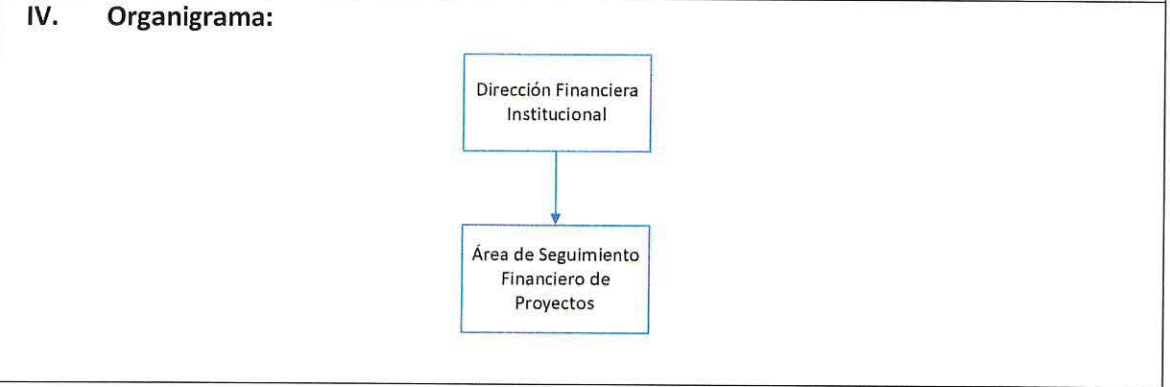 IV. Organigrama:
Dirección Financiera
Institucional
Área de Seguimiento
Financiero de
Proyectos